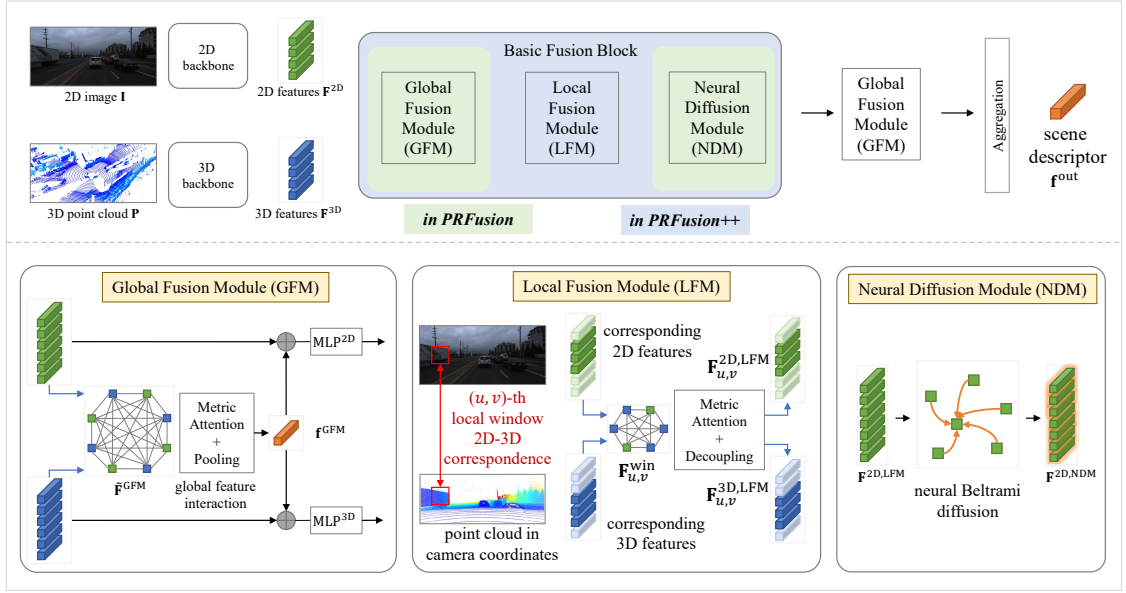 2D image I
2D
backbone
2D features F^2D
3D point cloud P
3D
backbone
3D features F^3D
Basic Fusion Block
Global
Fusion
Module
(GFM)
Local
Fusion
Module
(LFM)
Neural
Diffusion
Module
(NDM)
in PRFusion
in PRFusion++
Global
Fusion
Module
(GFM)
Aggregation
scene
descriptor
f^out
Global Fusion Module (GFM)
MLP^2D
Metric
Attention
+
Pooling
f^GFM
F̃^GFM
global feature
interaction
MLP^3D
Local Fusion Module (LFM)
corresponding
2D features
F_{u,v}^{2D,LFM}
(u, v)-th
local window
2D-3D
correspondence
Metric
Attention
+
Decoupling
F_{u,v}^{win}
F_{u,v}^{3D,LFM}
point cloud in
camera coordinates
corresponding
3D features
Neural Diffusion Module (NDM)
F^{2D,LFM}
F^{2D,NDM}
neural Beltrami
diffusion